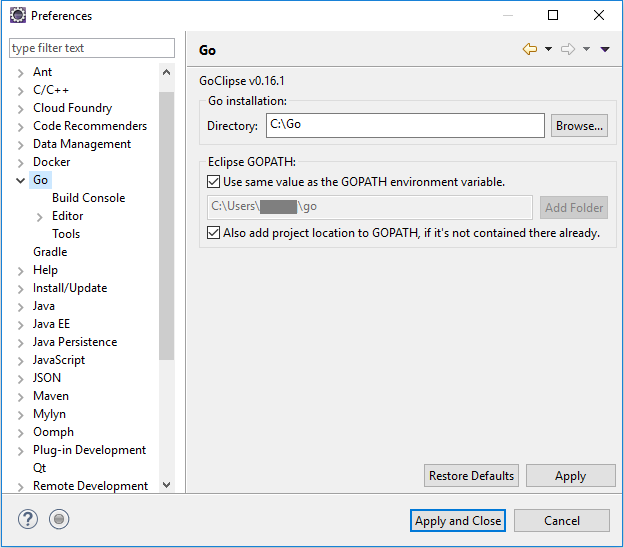 Preferences
type filter text
Ant
C/C++
Cloud Foundry
Code Recommenders
Data Management
Docker
Go
Build Console
Editor
Tools
Gradle
Help
Install/Update
Java
Java EE
Java Persistence
JavaScript
JSON
Maven
Mylyn
Oomph
Plug-in Development
Qt
Remote Development
Go
GoClipse v0.16.1
Go installation:
Directory: C:\Go Browse...
Eclipse GOPATH:
Use same value as the GOPATH environment variable.
C:\Users\ \go Add Folder
Also add project location to GOPATH, if it's not contained there already.
Restore Defaults Apply
? Apply and Close Cancel